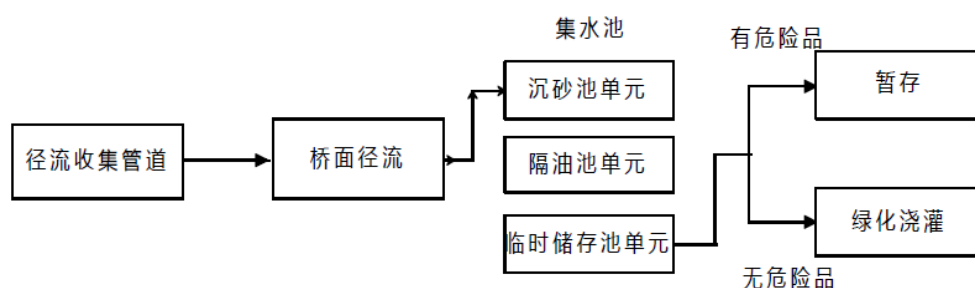 集水池
有危险品
沉砂池单元
暂存
径流收集管道
桥面径流
隔油池单元
临时储存池单元
绿化浇灌
无危险品